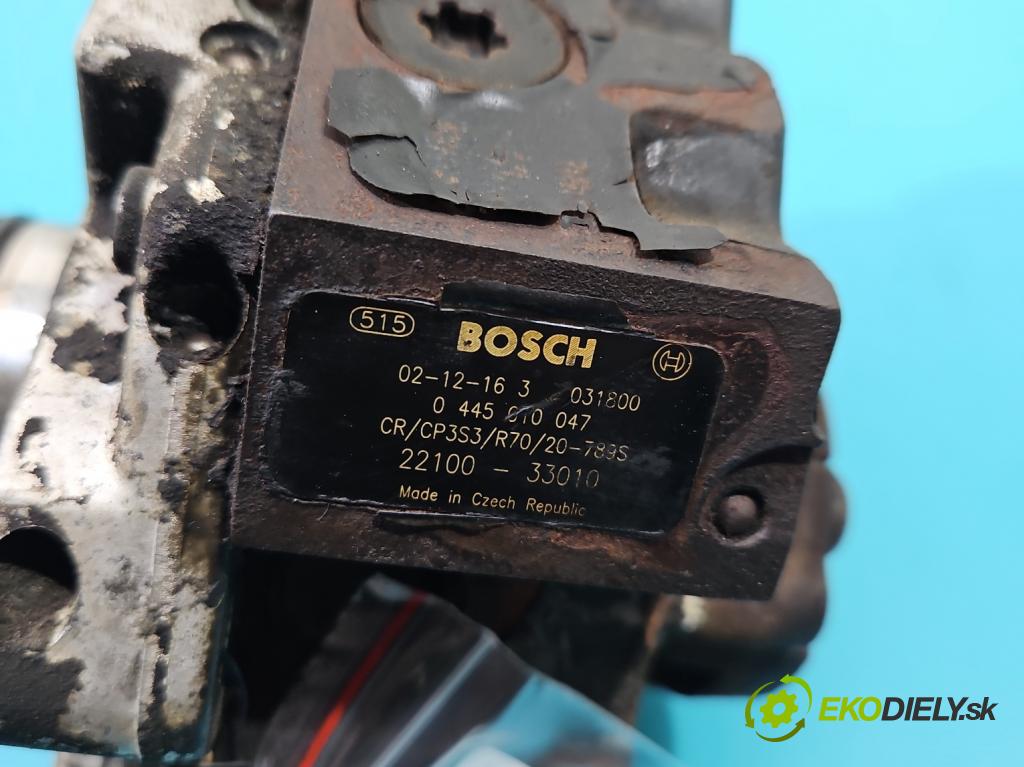 515 BOSCH
02-12-16 3 031800
0 445 010 047
CR/CP3S3/R70/20-789S
22100 - 33010
Made in Czech Republic
EKODIELY.sk